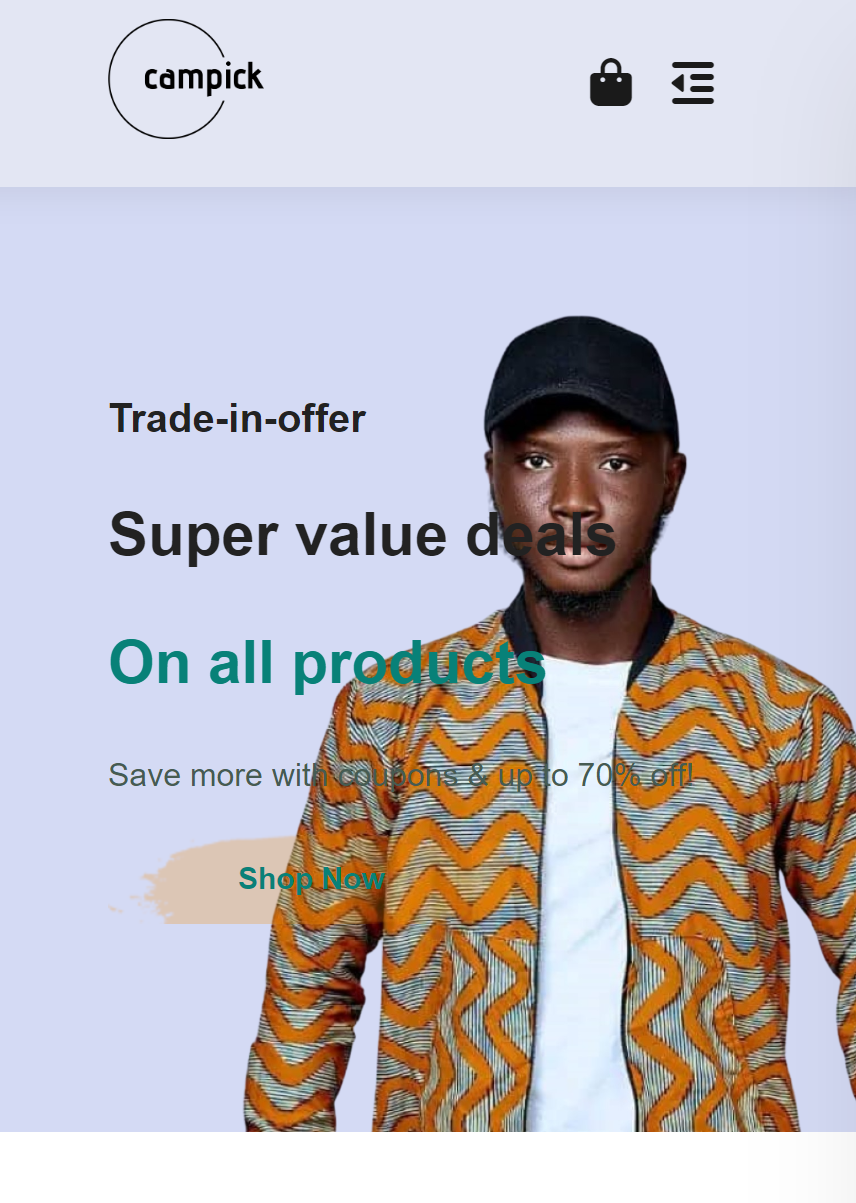 campick
Trade-in-offer
Super value deals
On all products
Save more with coupons & up to 70% off!
Shop Now